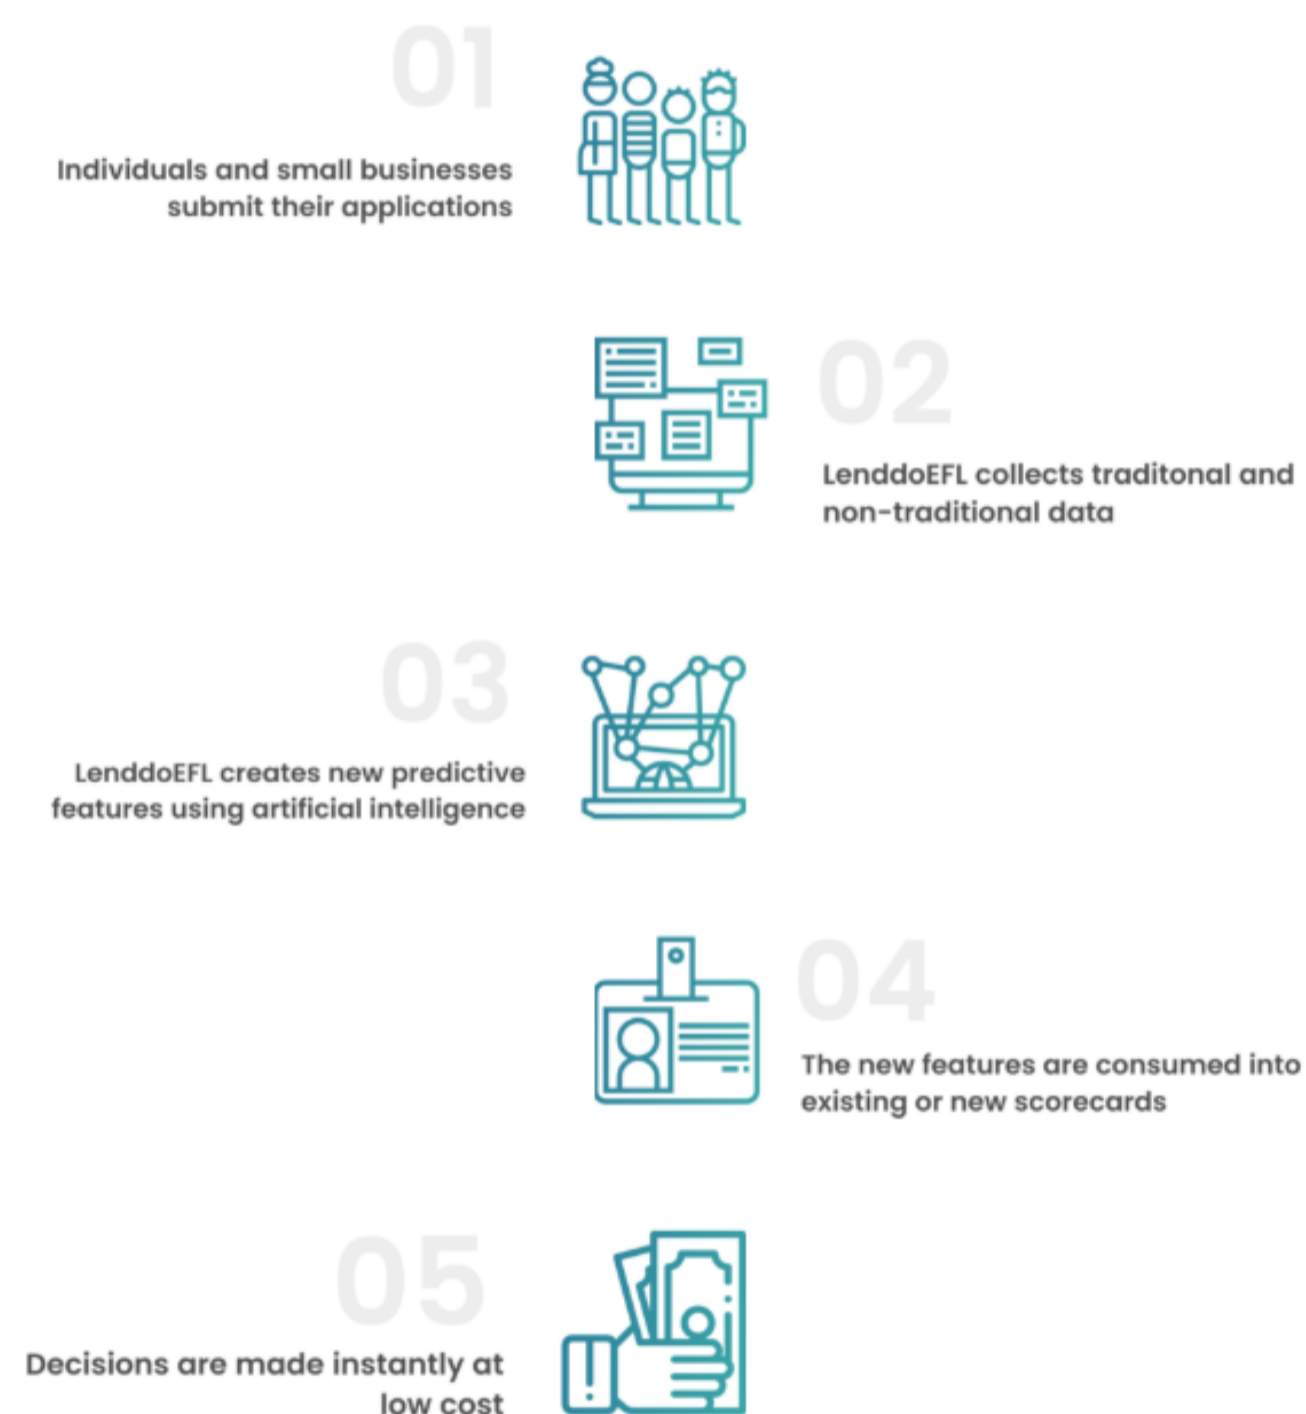 01
Individuals and small businesses
submit their applications
02
LenddoEFL collects traditonal and
non-traditional data
03
LenddoEFL creates new predictive
features using artificial intelligence
04
The new features are consumed into
existing or new scorecards
05
Decisions are made instantly at
low cost